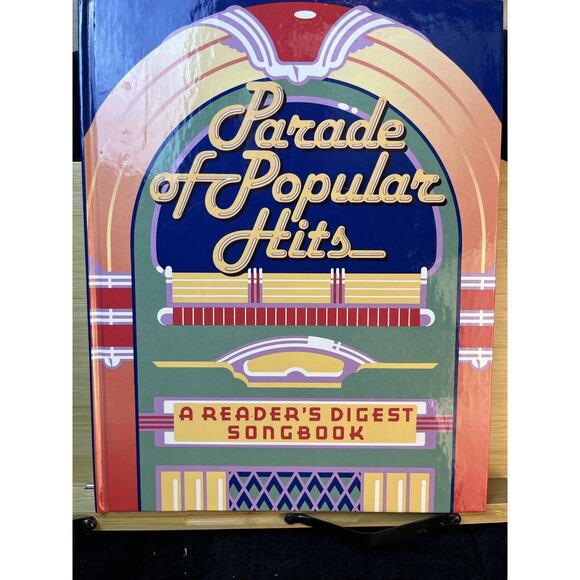 Parade
of Popular
Hits
A READER'S DIGEST
SONGBOOK